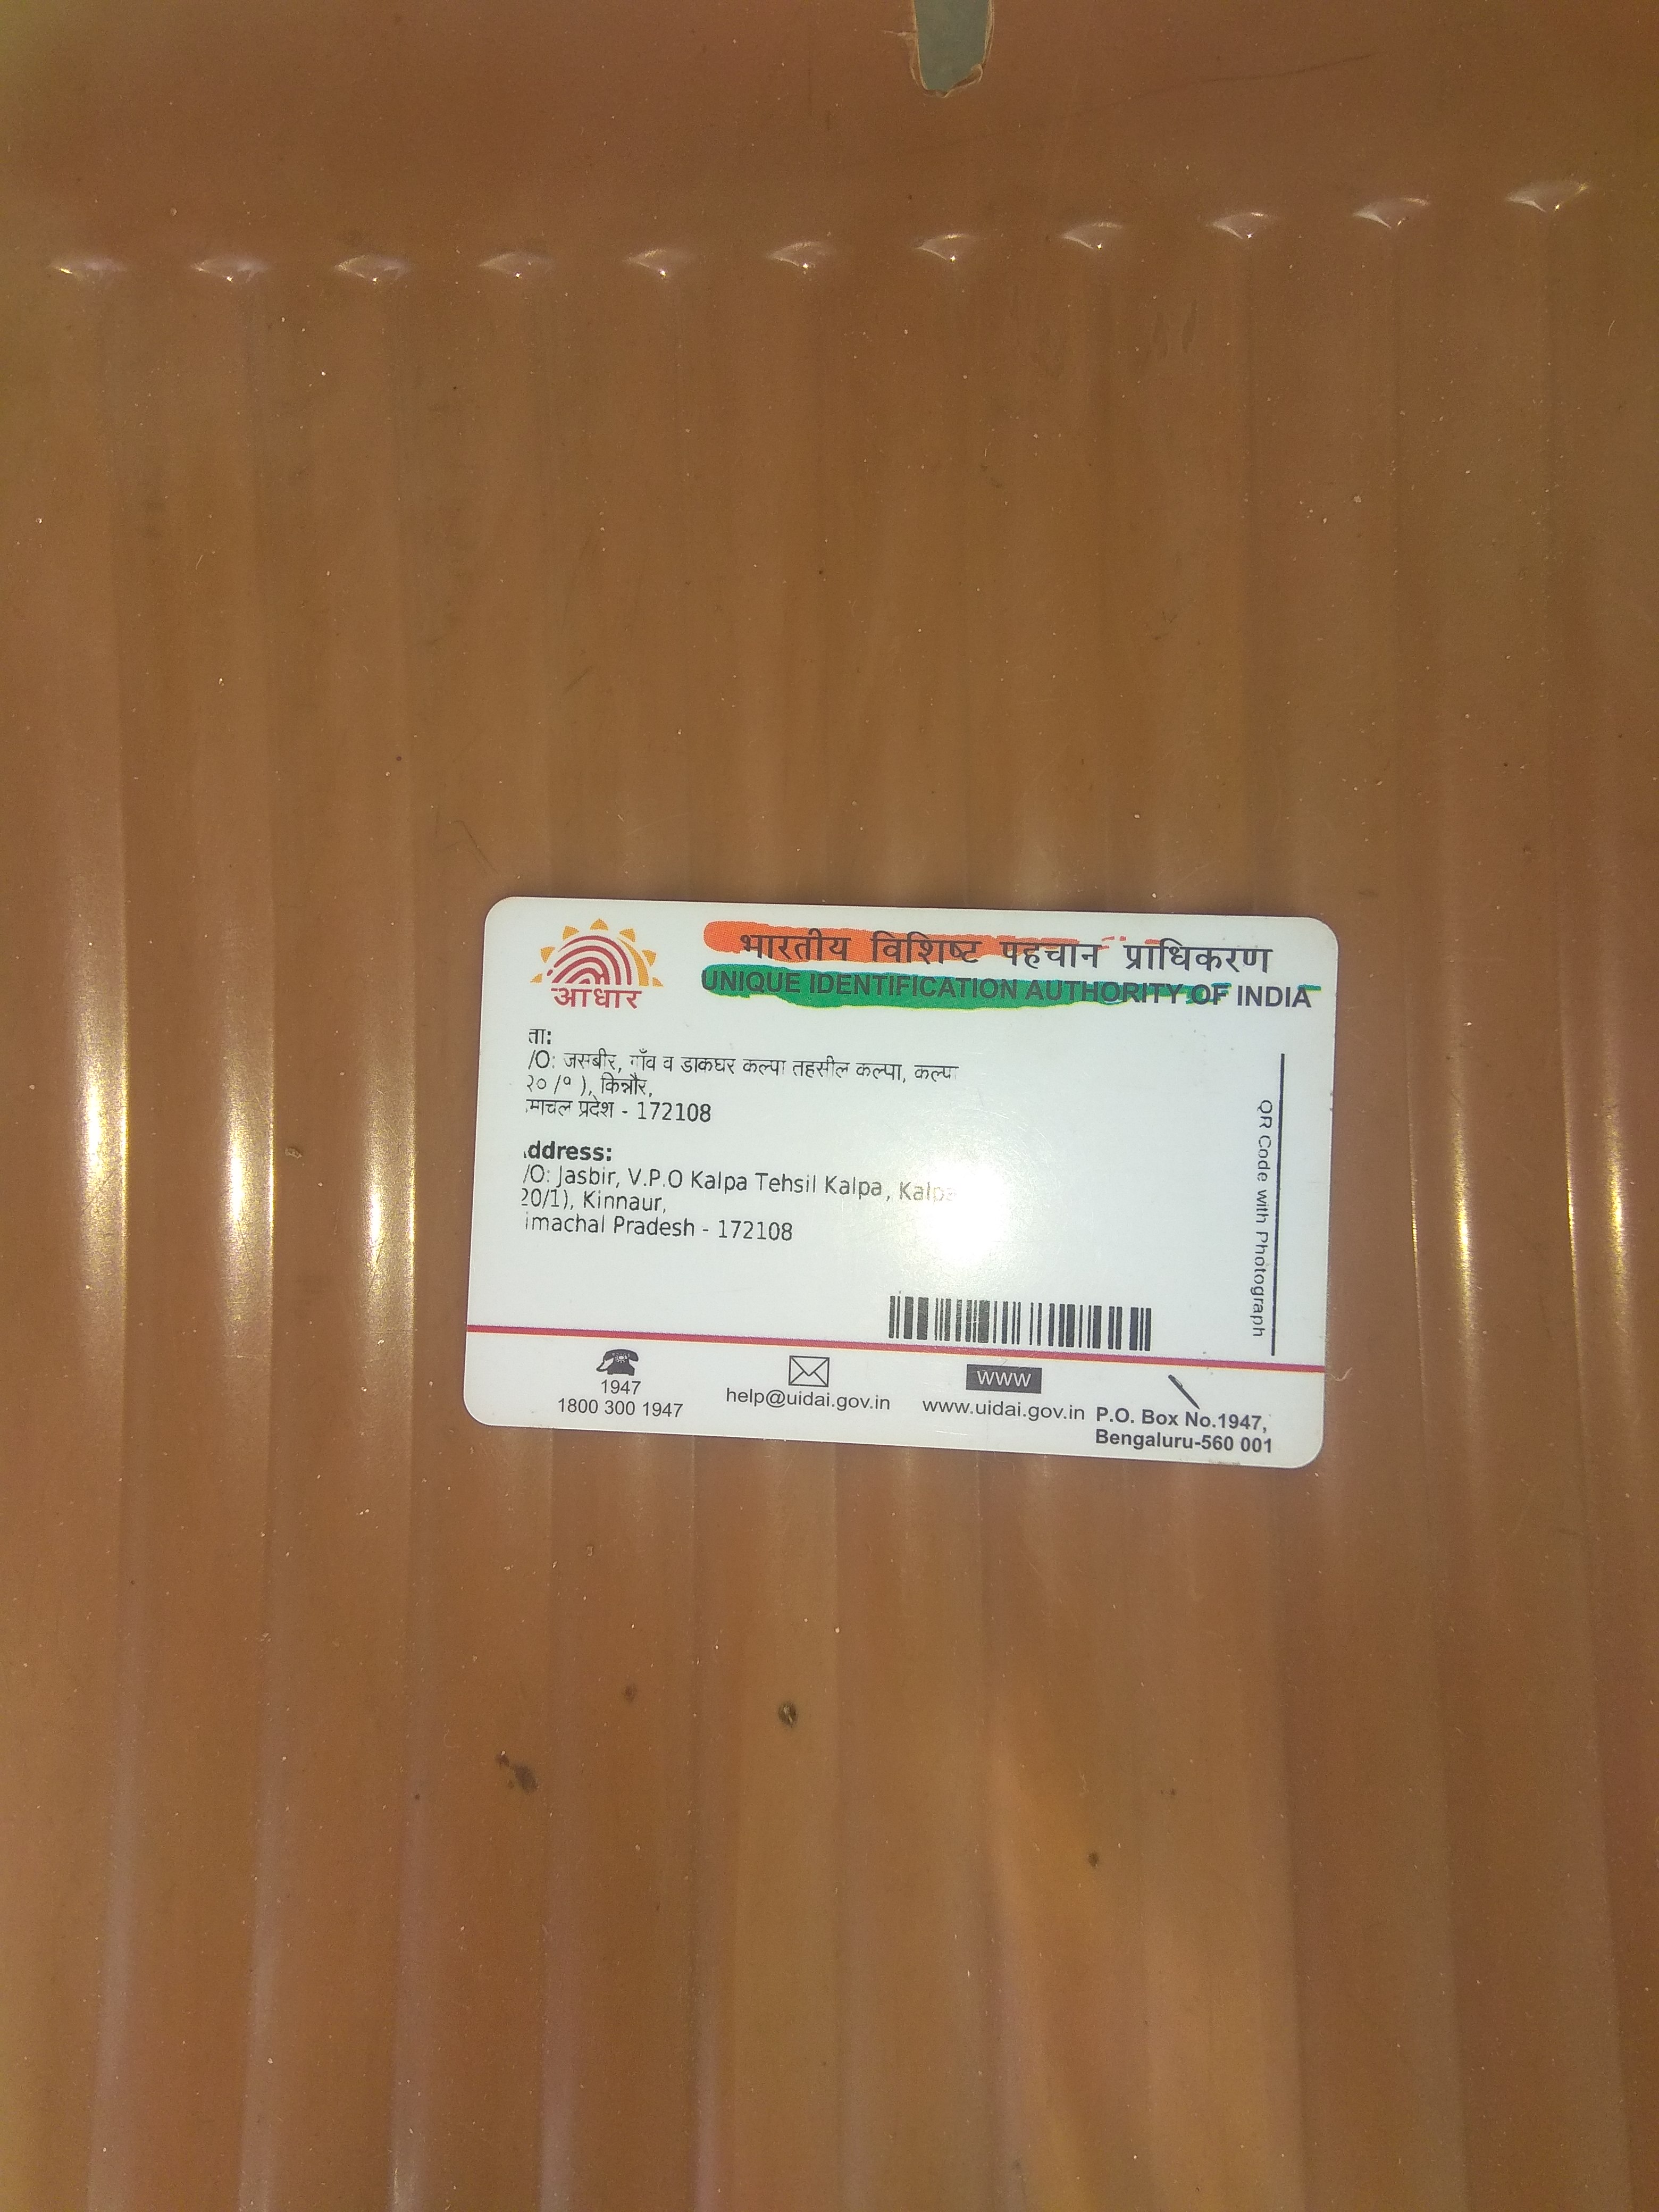 आधार
भारतीय विशिष्ट पहचान प्राधिकरण
UNIQUE IDENTIFICATION AUTHORITY OF INDIA
ता:
/O: जसबीर, गाँव व डाकघर कल्पा तहसील कल्पा, कल्पा
२० /१ ), किन्नौर,
माचल प्रदेश - 172108
ddress:
/O: Jasbir, V.P.O Kalpa Tehsil Kalpa, Kalpa
20/1), Kinnaur,
imachal Pradesh - 172108
QR Code with Photograph
1947
1800 300 1947
help@uidai.gov.in
www
www.uidai.gov.in
P.O. Box No.1947,
Bengaluru-560 001